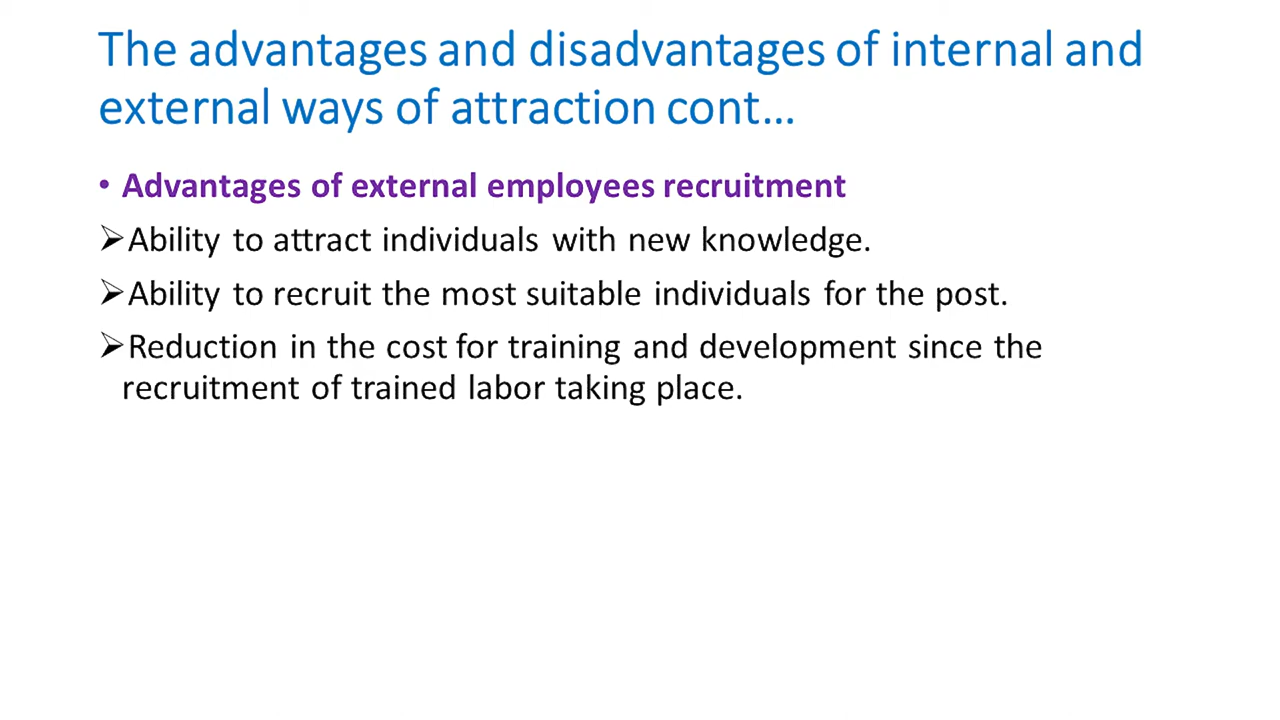 The advantages and disadvantages of internal and
external ways of attraction cont…
• Advantages of external employees recruitment
➢Ability to attract individuals with new knowledge.
➢Ability to recruit the most suitable individuals for the post.
➢Reduction in the cost for training and development since the
recruitment of trained labor taking place.